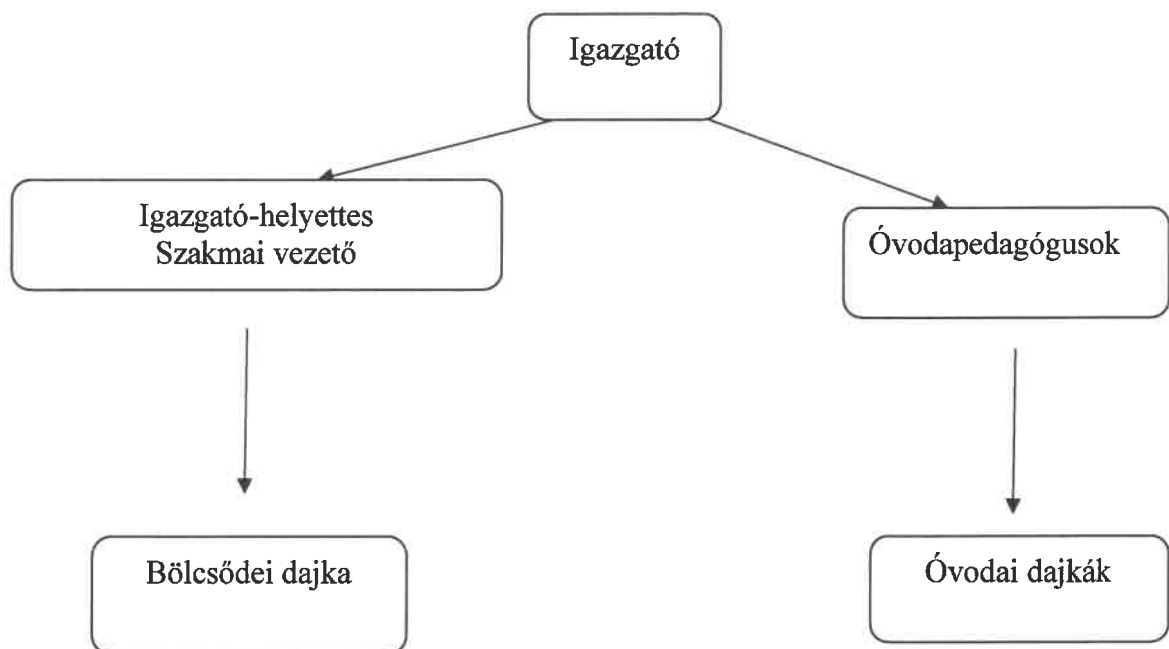 Igazgató
Igazgató-helyettes
Szakmai vezető
Óvodapedagógusok
Bölcsődei dajka
Óvodai dajkák